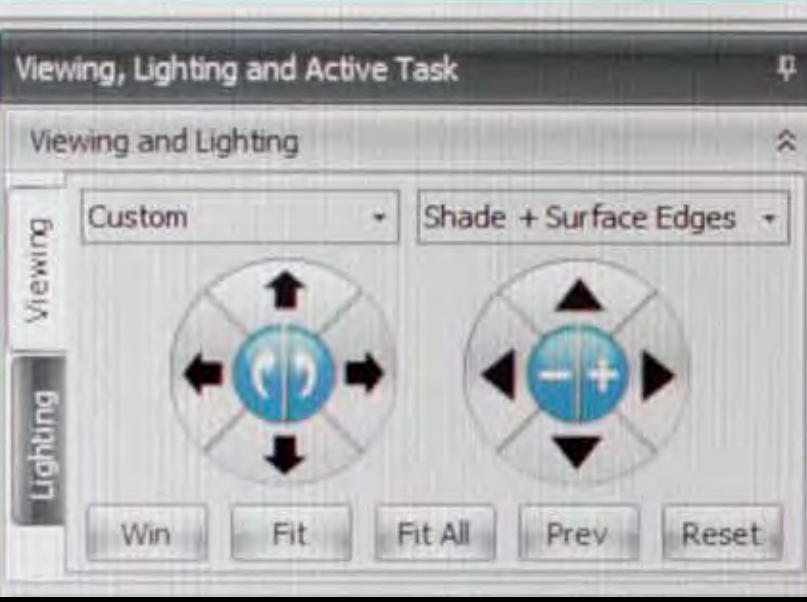 Viewing, Lighting and Active Task
Viewing and Lighting
Viewing
Lighting
Custom
Shade + Surface Edges
Win
Fit
Fit All
Prev
Reset